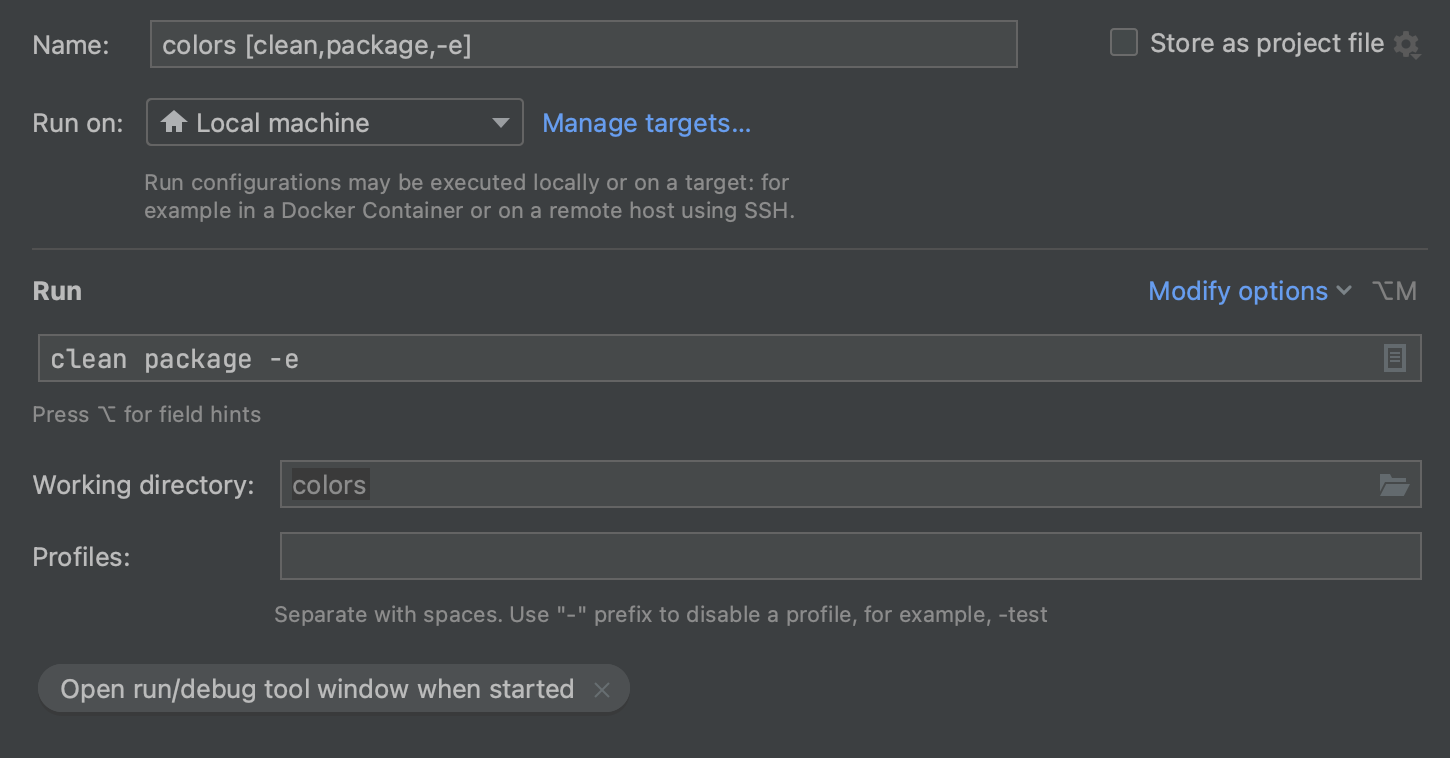 Name: colors [clean,package,-e] Store as project file
Run on: Local machine Manage targets...
Run configurations may be executed locally or on a target: for
example in a Docker Container or on a remote host using SSH.
Run Modify options ⌥M
clean package -e
Press ⌥ for field hints
Working directory: colors
Profiles:
Separate with spaces. Use "-" prefix to disable a profile, for example, -test
Open run/debug tool window when started